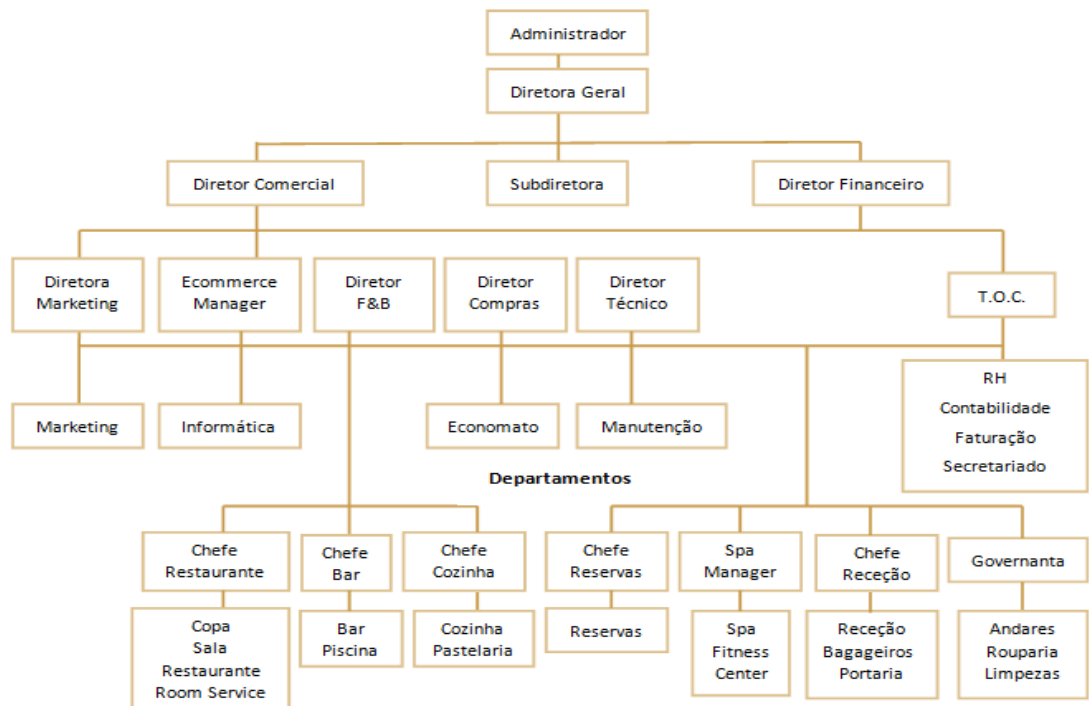 Administrador
Diretora Geral
Diretor Comercial
Subdiretora
Diretor Financeiro
Diretora
Marketing
Ecommerce
Manager
Diretor
F&B
Diretor
Compras
Diretor
Técnico
T.O.C.
Marketing
Informática
Economato
Manutenção
RH
Contabilidade
Faturação
Secretariado
Departamentos
Chefe
Restaurante
Chefe
Bar
Chefe
Cozinha
Chefe
Reservas
Spa
Manager
Chefe
Receção
Governanta
Copa
Sala
Restaurante
Room Service
Bar
Piscina
Cozinha
Pastelaria
Reservas
Spa
Fitness
Center
Receção
Bagageiros
Portaria
Andares
Rouparia
Limpezas